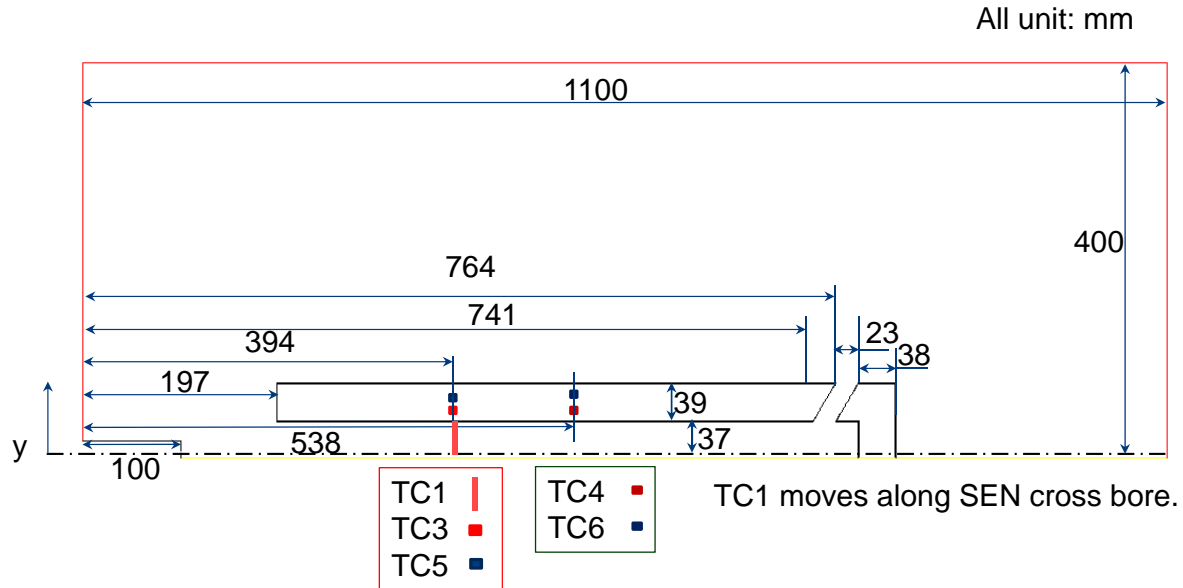 All unit: mm
1100
400
764
741
23
394
38
197
39
37
538
y
100
TC1
TC3
TC5
TC4
TC6
TC1 moves along SEN cross bore.